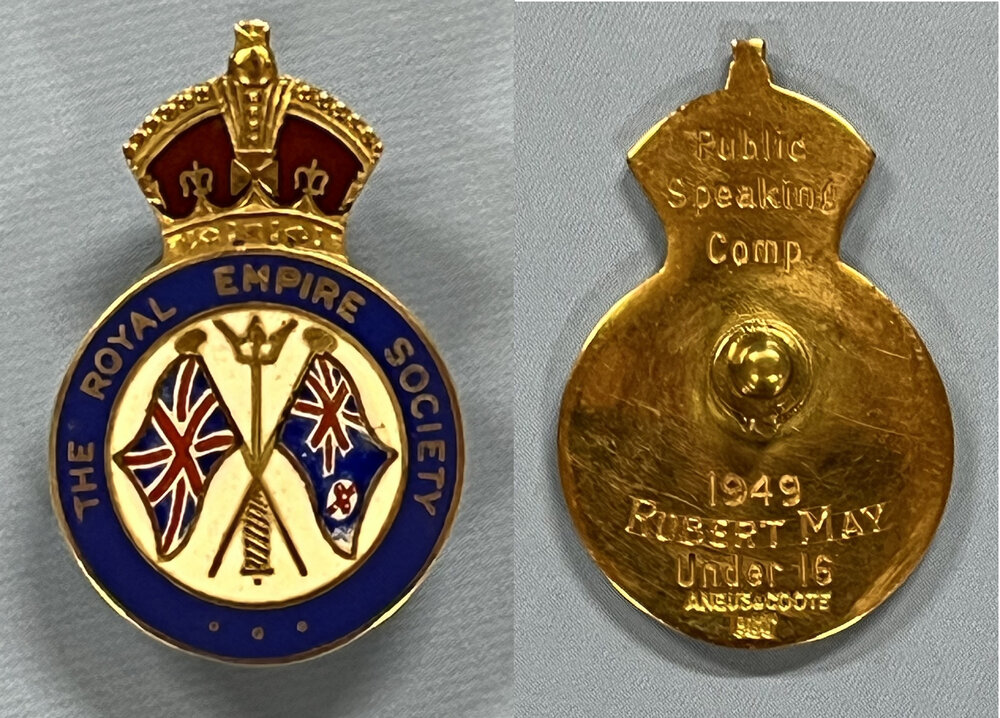 THE ROYAL EMPIRE SOCIETY
Public
Speaking
Comp
1949
ROBERT MAY
Under 16
ANGUS & COOTE